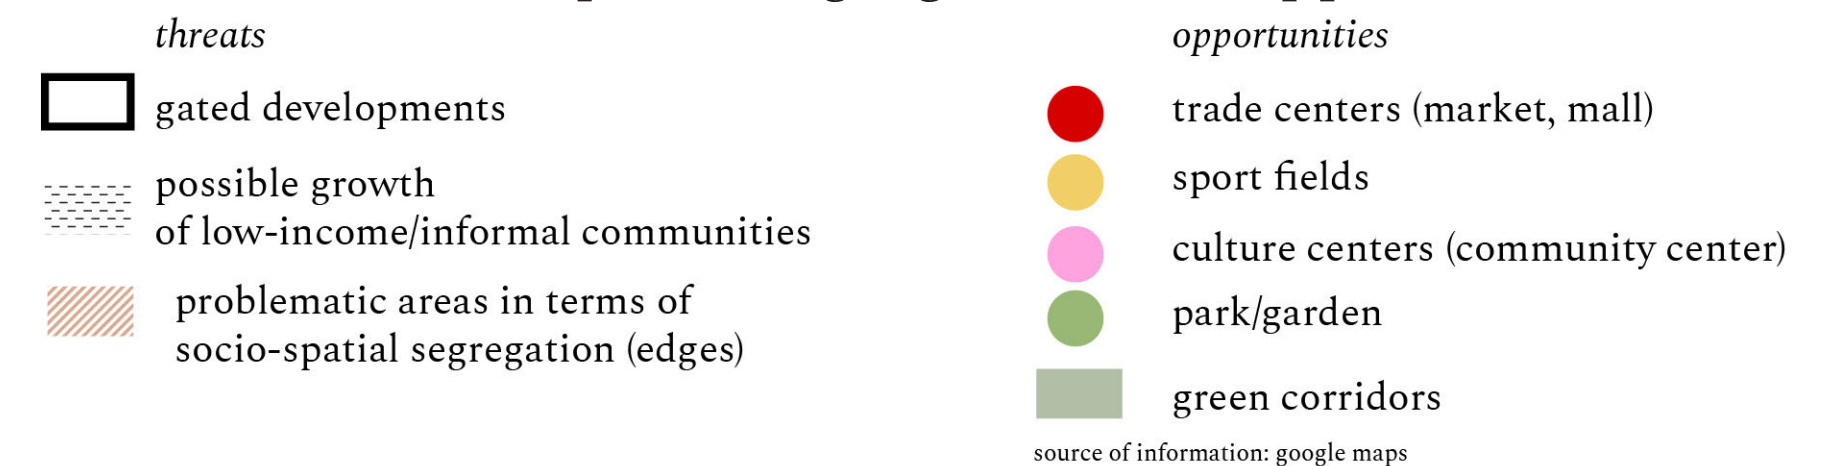 threats
gated developments
possible growth
of low-income/informal communities
problematic areas in terms of
socio-spatial segregation (edges)
opportunities
trade centers (market, mall)
sport fields
culture centers (community center)
park/garden
green corridors
source of information: google maps